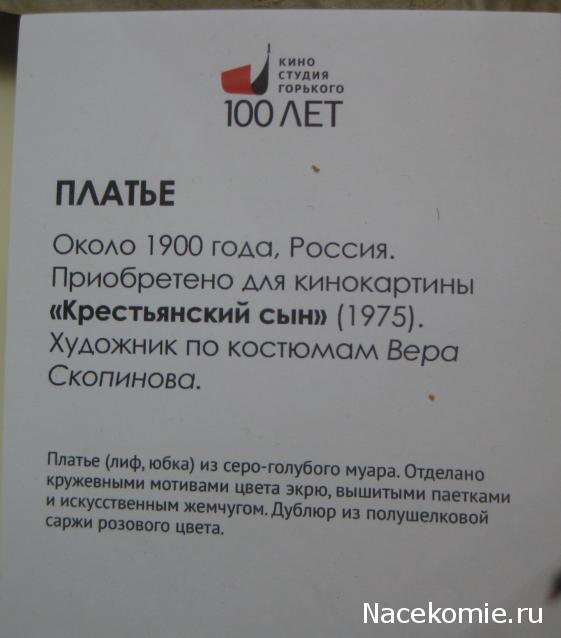 КИНО
СТУДИЯ
ГОРЬКОГО
100 ЛЕТ
ПЛАТЬЕ
Около 1900 года, Россия.
Приобретено для кинокартины
«Крестьянский сын» (1975).
Художник по костюмам Вера
Скопинова.
Платье (лиф, юбка) из серо-голубого муара. Отделано
кружевными мотивами цвета экрю, вышитыми паетками
и искусственным жемчугом. Дублюр из полушелковой
саржи розового цвета.
Nacekomie.ru